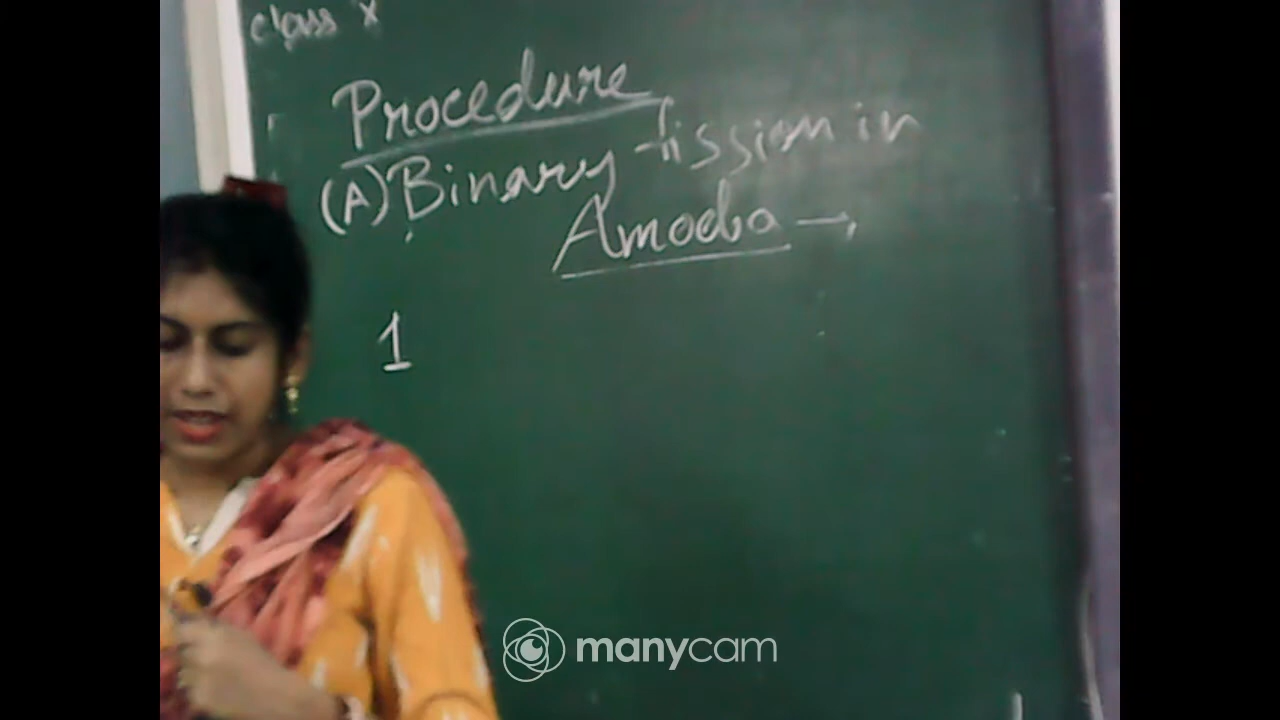 class X
Procedure
(A) Binary fission in
Amoeba →
1
manycam